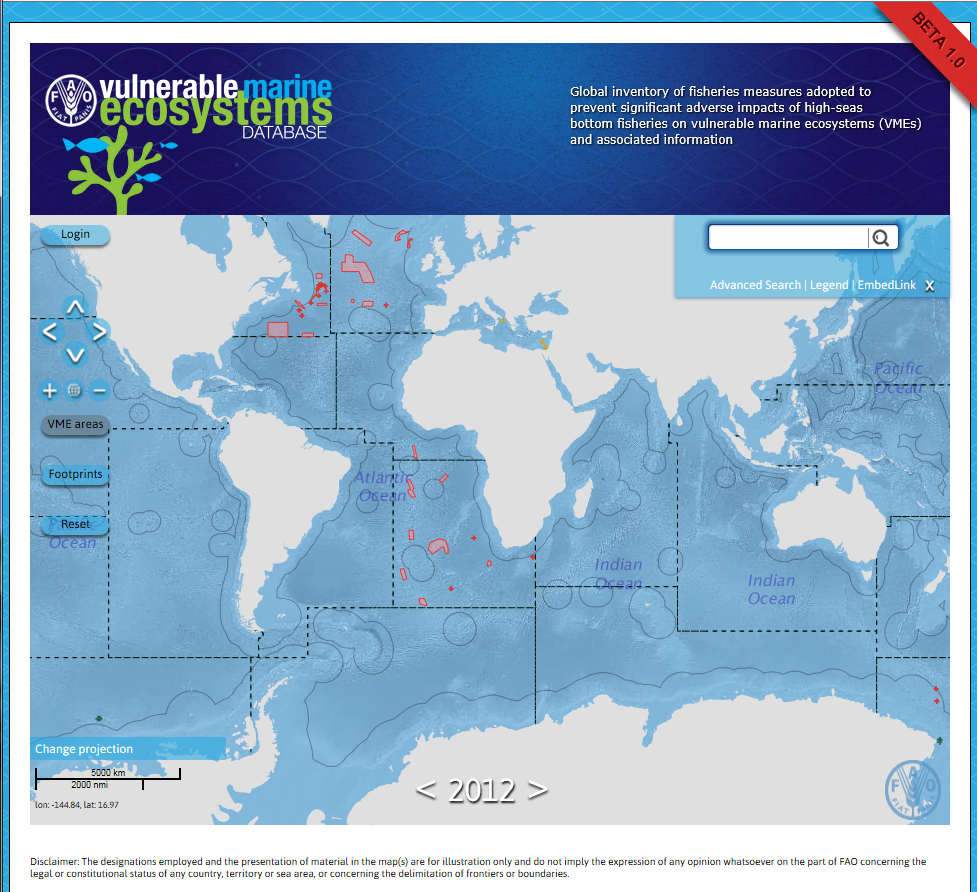 BETA 1.0
FAO
FIAT PANIS
vulnerable marine
ecosystems
DATABASE
Global inventory of fisheries measures adopted to
prevent significant adverse impacts of high-seas
bottom fisheries on vulnerable marine ecosystems (VMEs)
and associated information
Login
Advanced Search | Legend | EmbedLink X
< >
+ −
VME areas
Footprints
Reset
Pacific
Ocean
Atlantic
Ocean
Ocean
Indian
Ocean
Indian
Ocean
Change projection
5000 km
2000 nmi
lon: -144.84, lat: 16.97
< 2012 >
FAO
Disclaimer: The designations employed and the presentation of material in the map(s) are for illustration only and do not imply the expression of any opinion whatsoever on the part of FAO concerning the
legal or constitutional status of any country, territory or sea area, or concerning the delimitation of frontiers or boundaries.